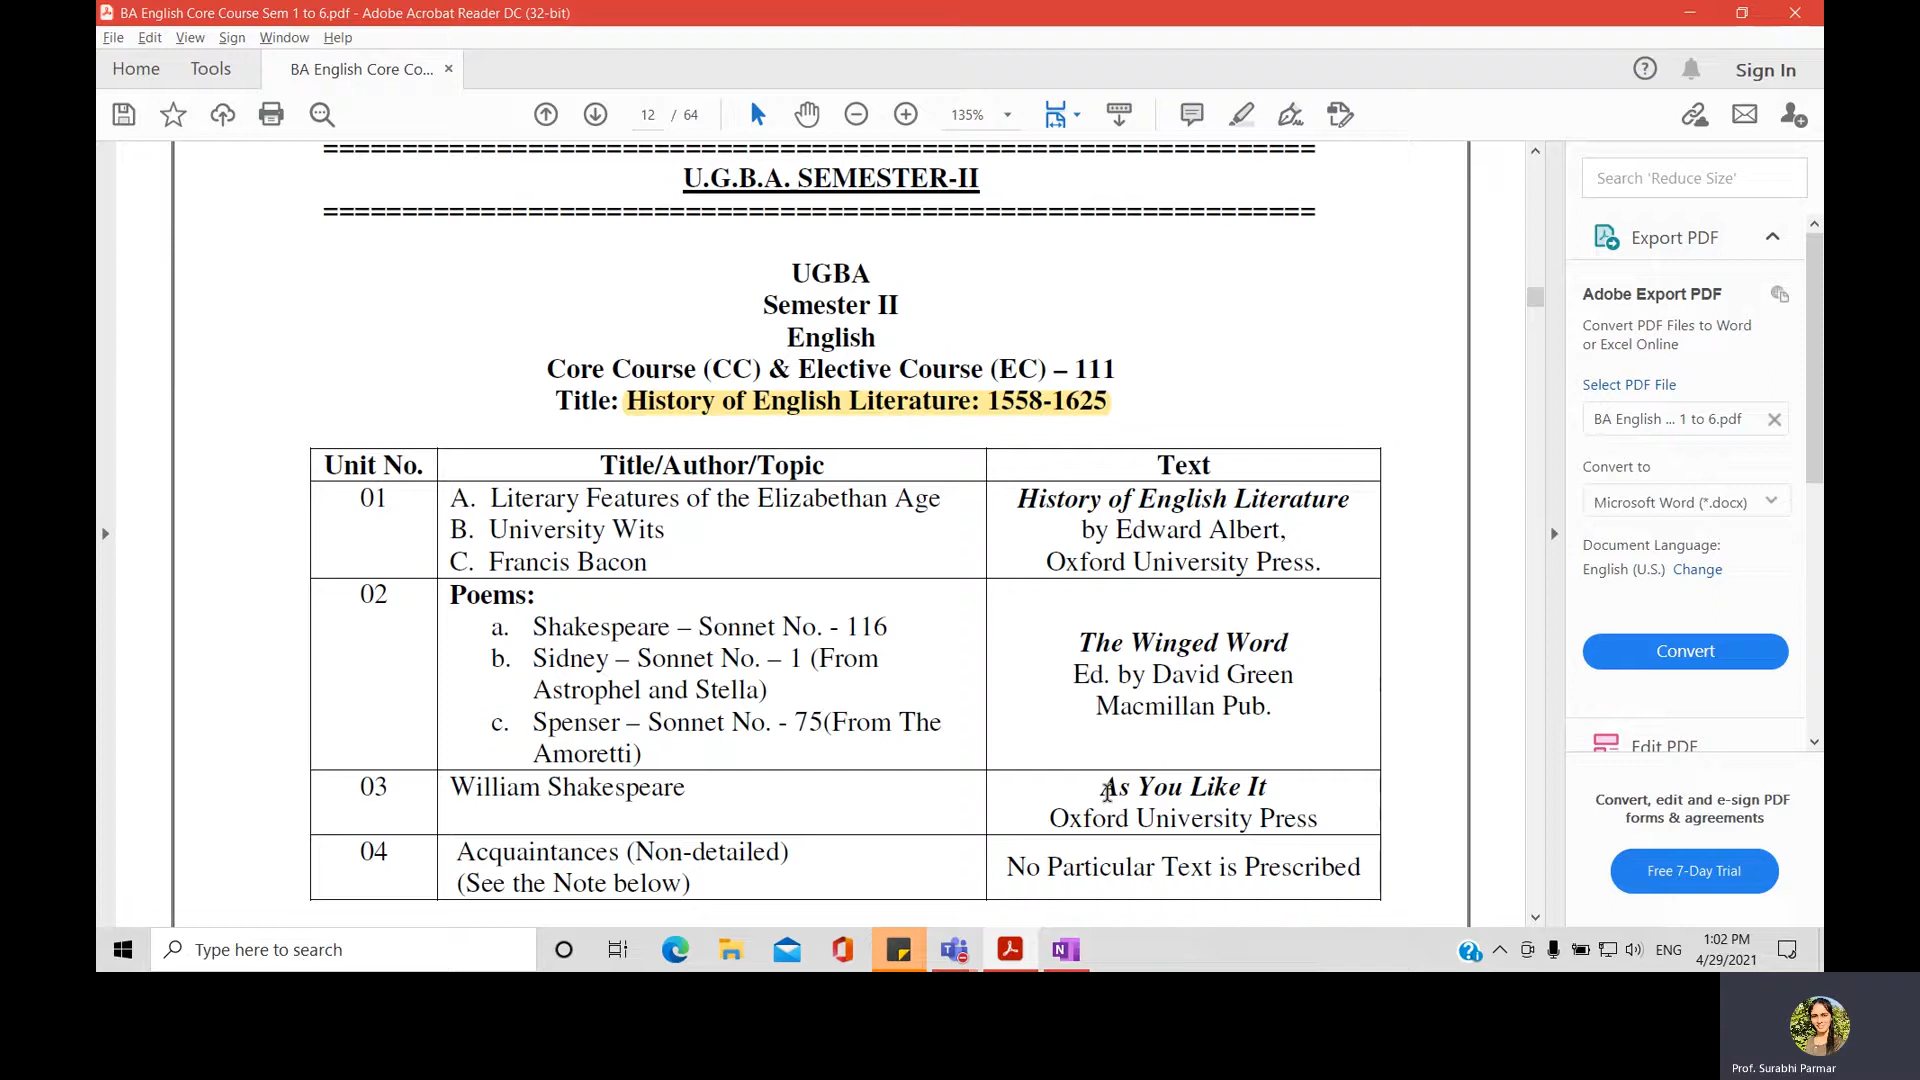 BA English Core Course Sem 1 to 6.pdf - Adobe Acrobat Reader DC (32-bit)
File Edit View Sign Window Help
Home Tools BA English Core Co... × Sign In
12 / 64 135%
================================================================
U.G.B.A. SEMESTER-II
================================================================
UGBA
Semester II
English
Core Course (CC) & Elective Course (EC) – 111
Title: History of English Literature: 1558-1625
Unit No. Title/Author/Topic Text
01 A. Literary Features of the Elizabethan Age History of English Literature
B. University Wits by Edward Albert,
C. Francis Bacon Oxford University Press.
02 Poems:
a. Shakespeare – Sonnet No. - 116
b. Sidney – Sonnet No. – 1 (From
Astrophel and Stella)
c. Spenser – Sonnet No. - 75(From The
Amoretti)
The Winged Word
Ed. by David Green
Macmillan Pub.
03 William Shakespeare As You Like It
Oxford University Press
04 Acquaintances (Non-detailed)
(See the Note below)
No Particular Text is Prescribed
Search 'Reduce Size'
Export PDF
Adobe Export PDF
Convert PDF Files to Word
or Excel Online
Select PDF File
BA English ... 1 to 6.pdf
Convert to
Microsoft Word (*.docx)
Document Language:
English (U.S.) Change
Convert
Edit PDF
Convert, edit and e-sign PDF
forms & agreements
Free 7-Day Trial
Type here to search
ENG
1:02 PM
4/29/2021
Prof. Surabhi Parmar